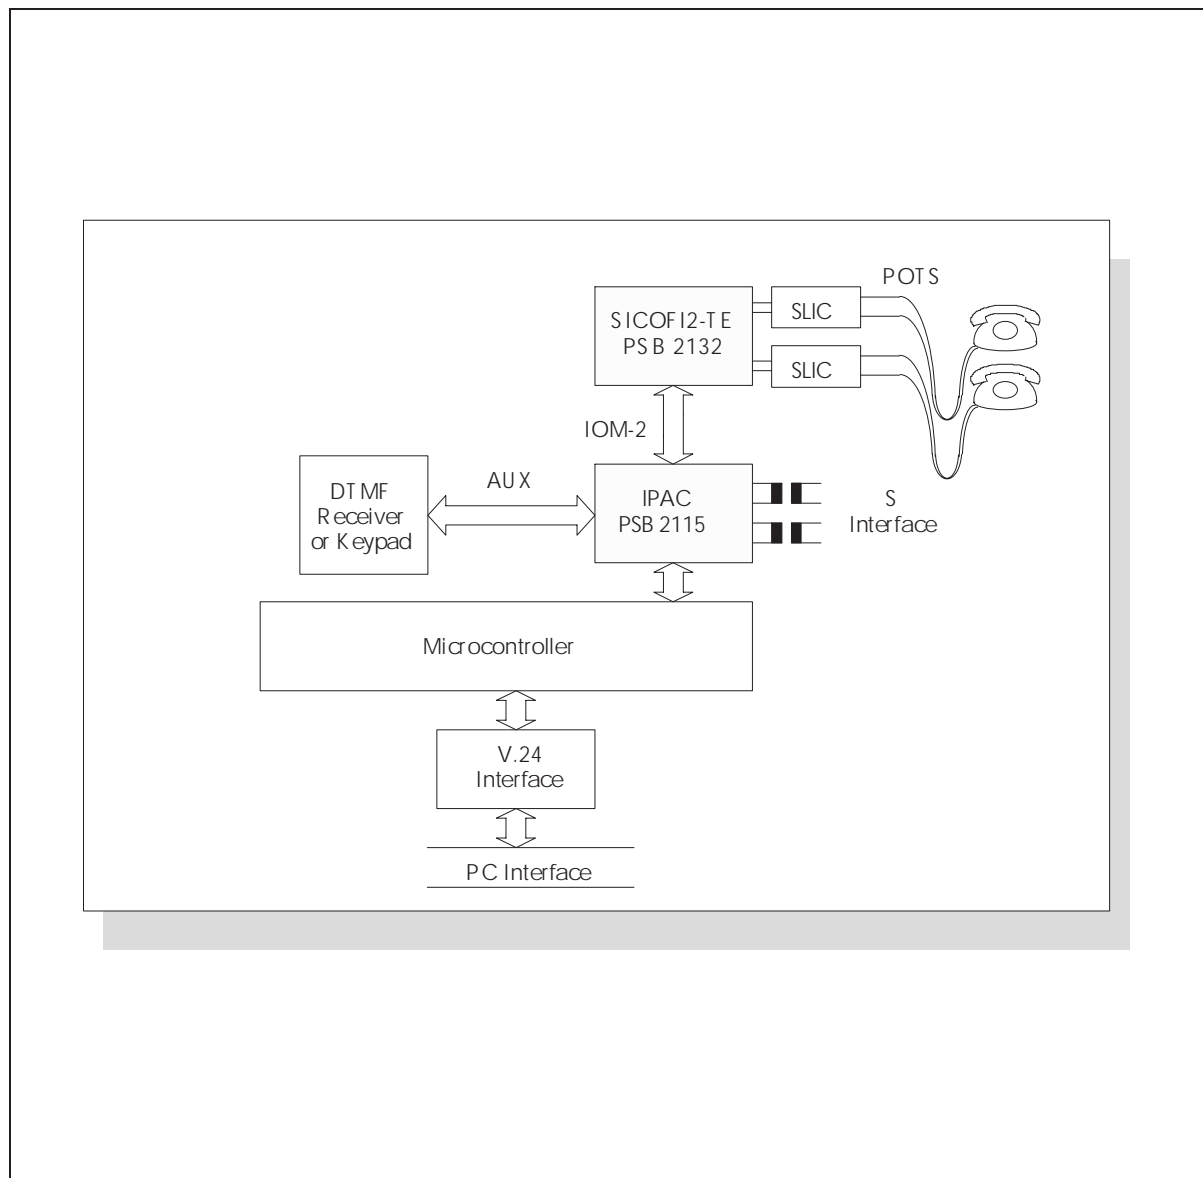 POTS
SICOFI2-TE
PSB 2132
SLIC
SLIC
IOM-2
AUX
DTMF
Receiver
or Keypad
IPAC
PSB 2115
S
Interface
Microcontroller
V.24
Interface
PC Interface